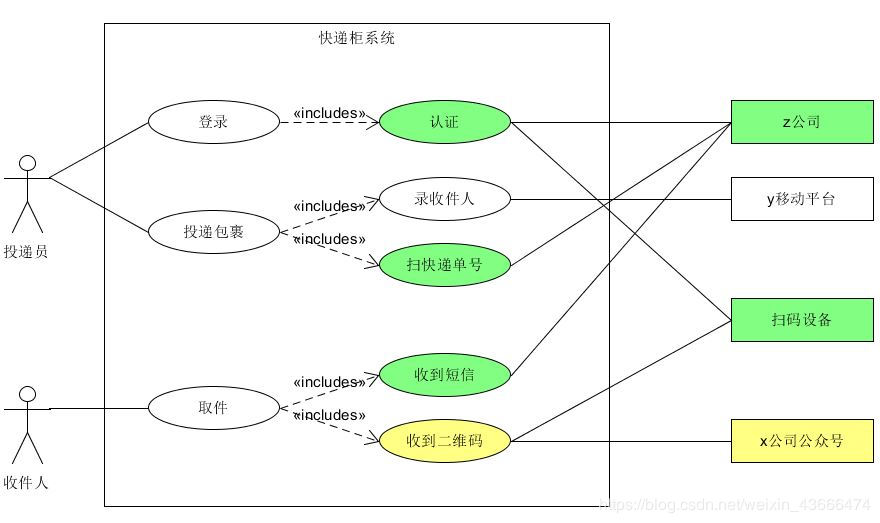 快递柜系统
登录
«includes»
认证
z公司
«includes»
录收件人
y移动平台
投递包裹
«includes»
扫快递单号
投递员
扫码设备
«includes»
收到短信
取件
«includes»
收到二维码
x公司公众号
收件人
https://blog.csdn.net/weixin_43666474